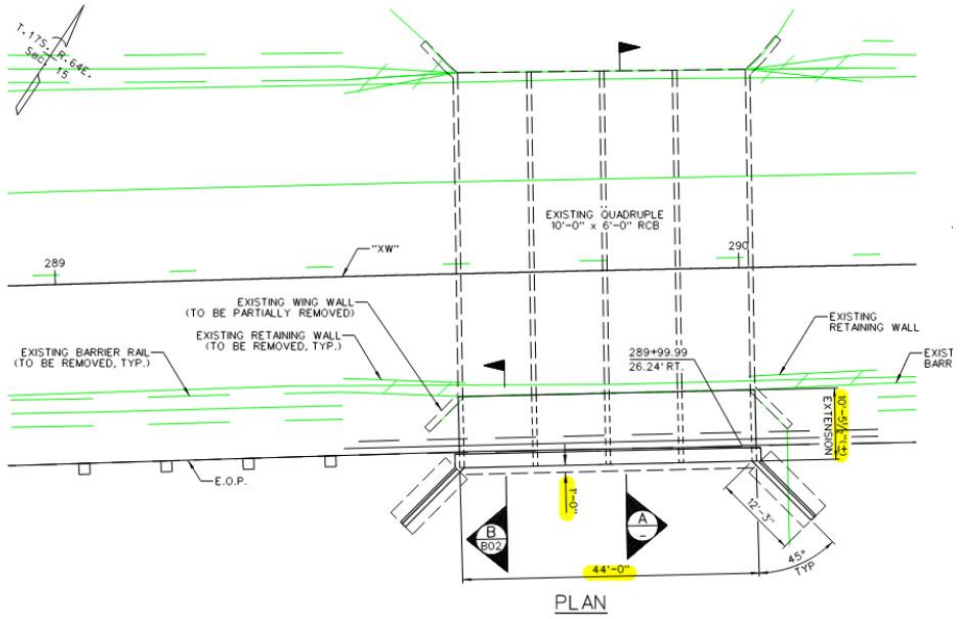 T.17S. R.64E.
Sec. 15
EXISTING QUADRUPLE
10'-0" x 6'-0" RCB
"XW"
289
290
EXISTING WING WALL
(TO BE PARTIALLY REMOVED)
EXISTING RETAINING WALL
(TO BE REMOVED, TYP.)
EXISTING BARRIER RAIL
(TO BE REMOVED, TYP.)
EXISTING
RETAINING WALL
289+99.99
26.24' RT.
EXIST
BARR
EXTENSION
E.O.P.
1'-0"
12'-3"
A
–
B
B02
45°
TYP
44'-0"
PLAN